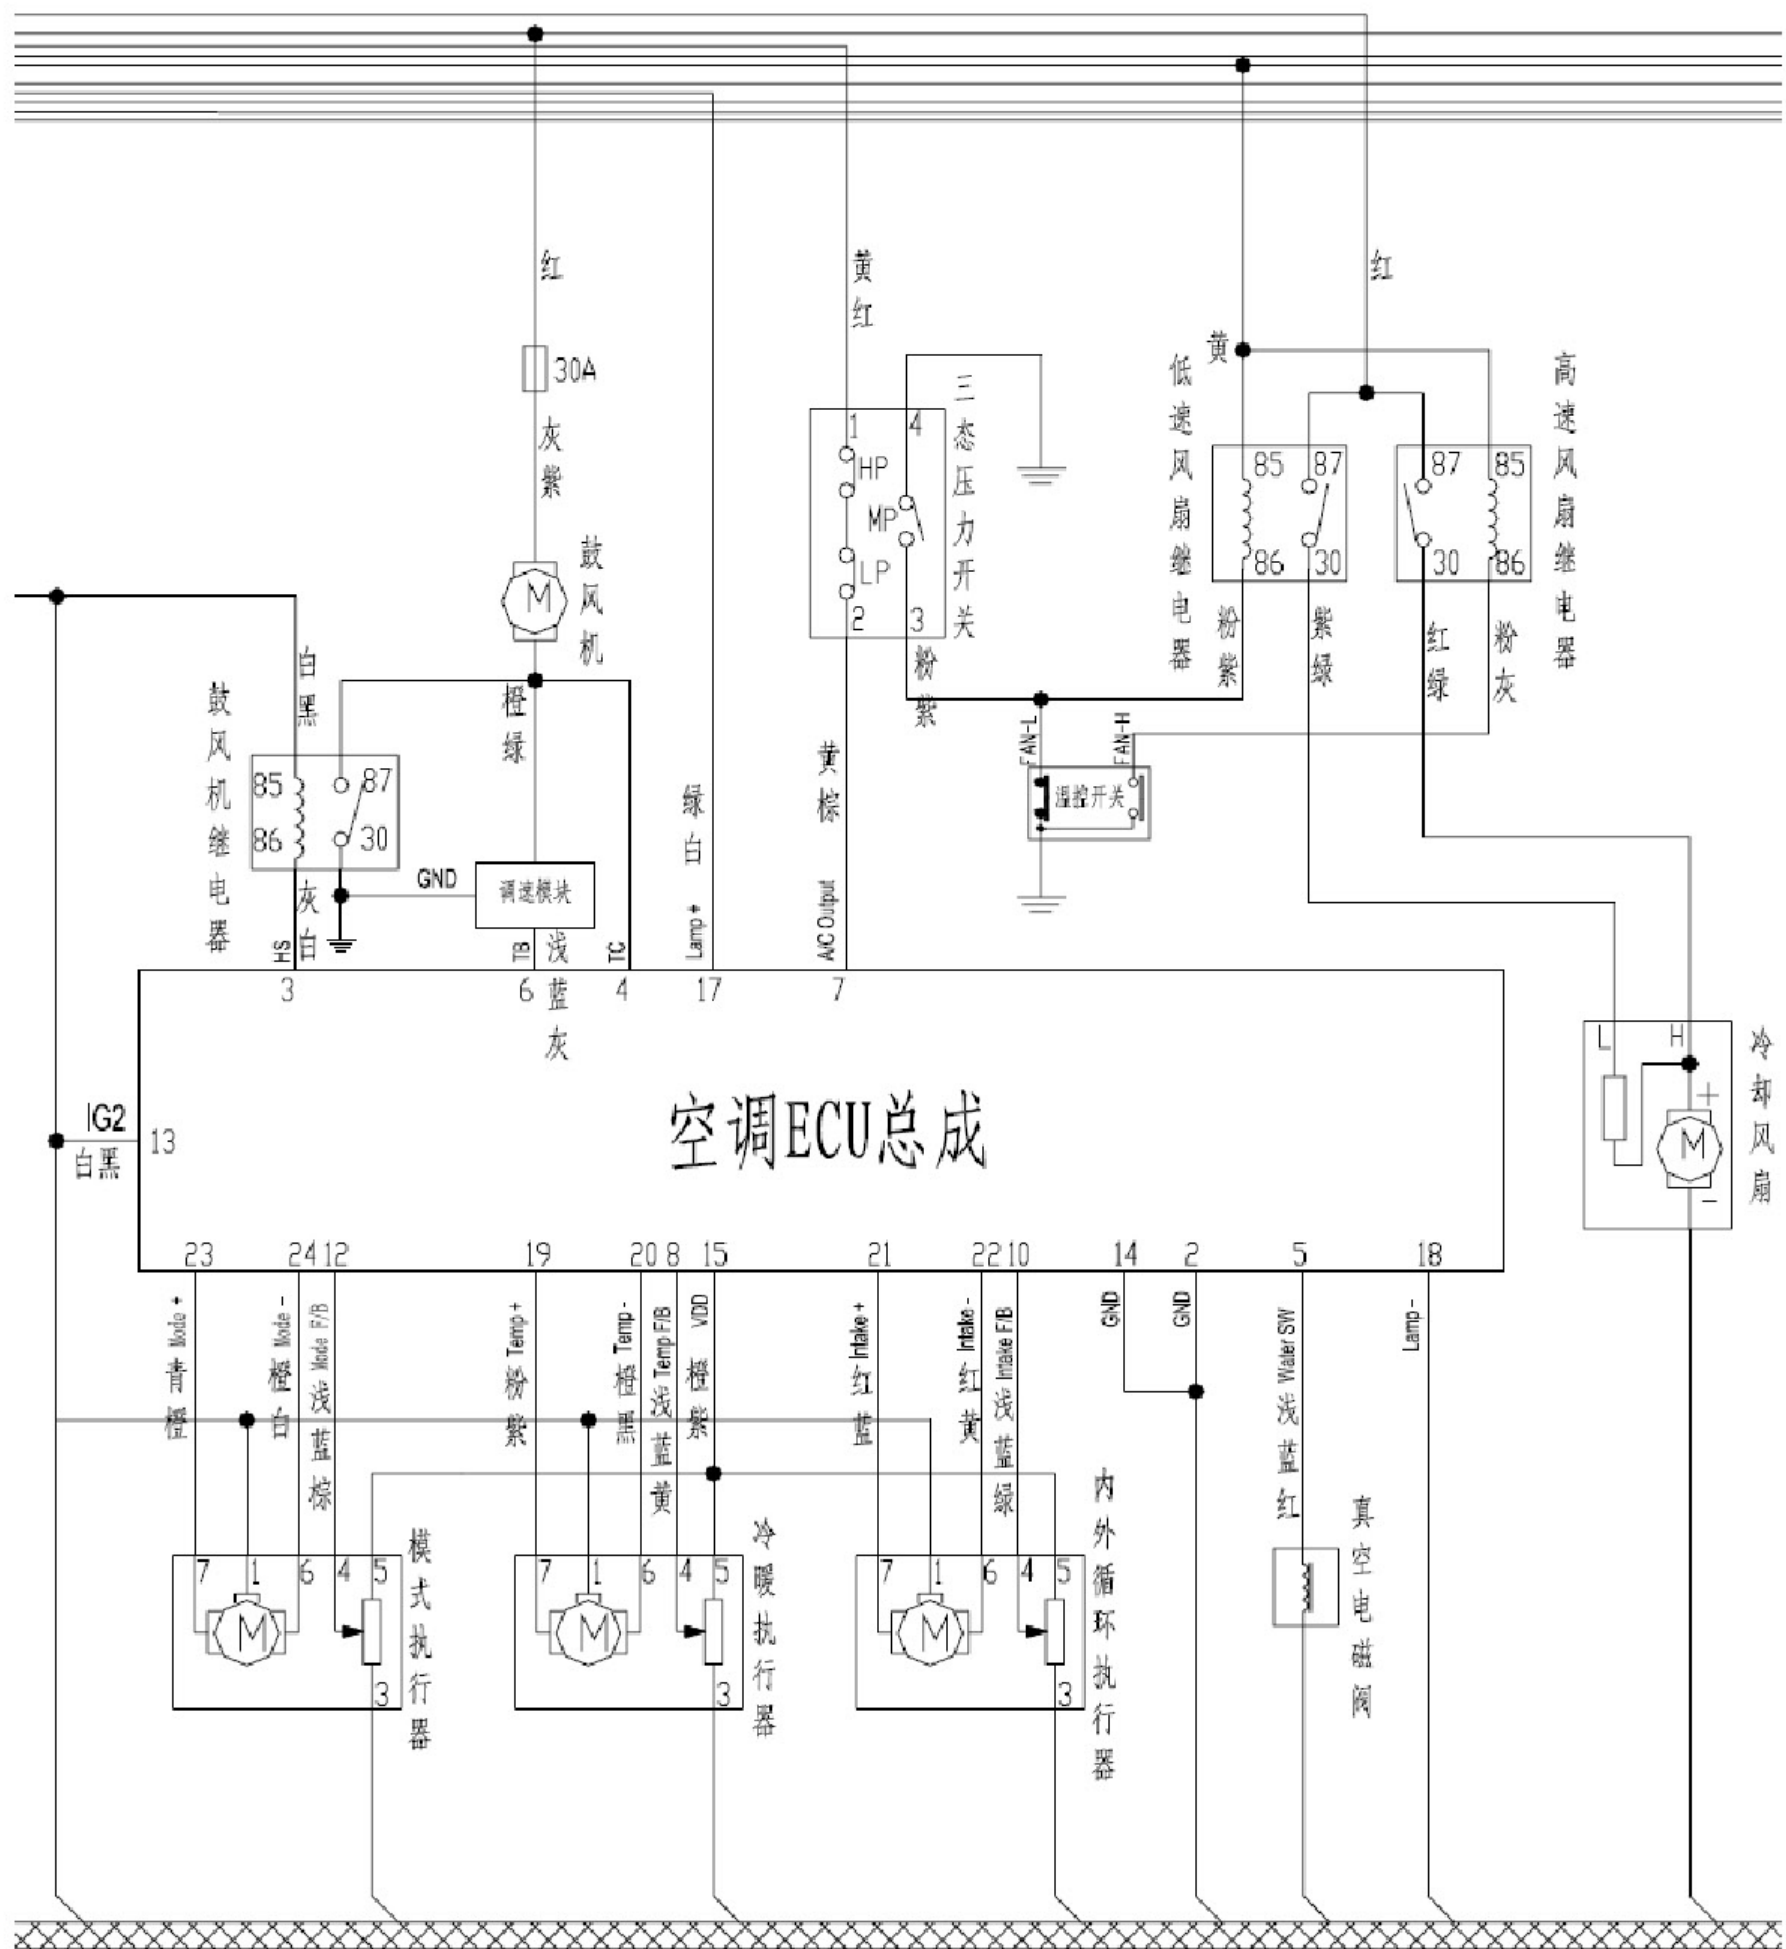 红
30A
灰紫
鼓风机
橙绿
白黑
鼓风机继电器
85
87
86
30
灰白
GND
调速模块
HS
TB
浅蓝灰
TC
绿白
Lamp +
黄红
三态压力开关
1
4
HP
MP
LP
2
3
粉紫
黄棕
A/C Output
FAN-L
FAN-H
温控开关
黄
红
低速风扇继电器
85
87
86
30
粉紫
紫绿
高速风扇继电器
87
85
30
86
红绿
粉灰
3
6
4
17
7
空调ECU总成
IG2
白黑
13
L
H
+
M
-
冷却风扇
23
24
12
19
20
8
15
21
22
10
14
2
5
18
青橙 Mode +
橙白 Mode -
浅蓝棕 Mode F/B
粉紫 Temp +
橙黑 Temp -
浅蓝黄 Temp F/B
橙紫 VDD
红蓝 Intake +
红黄 Intake -
浅蓝绿 Intake F/B
GND
GND
浅蓝红 Water SW
Lamp -
7
1
6
4
5
M
3
模式执行器
7
1
6
4
5
M
3
冷暖执行器
7
1
6
4
5
M
3
内外循环执行器
真空电磁阀
M